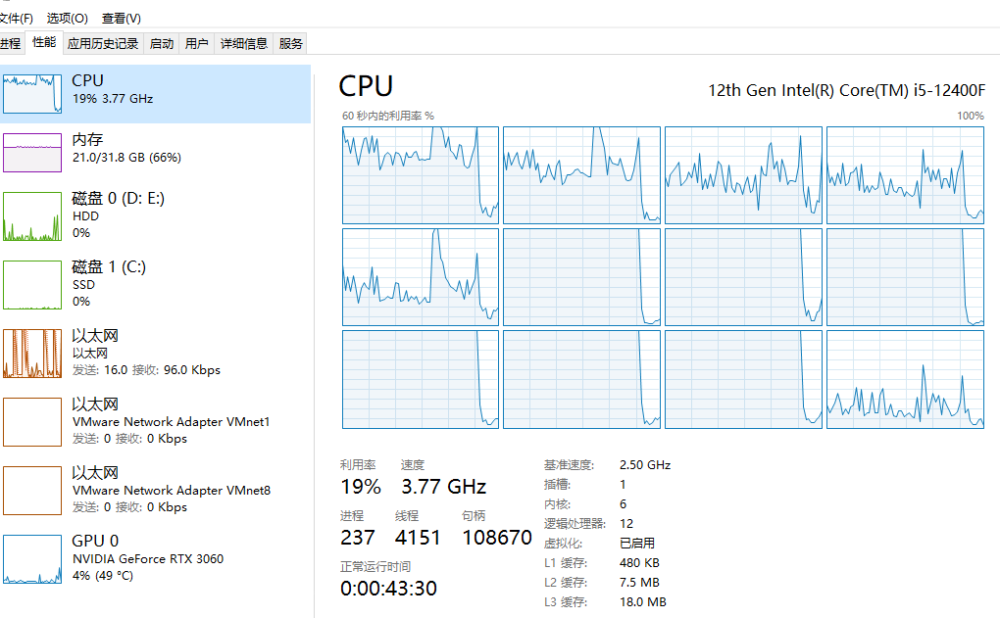 文件(F) 选项(O) 查看(V)
进程 性能 应用历史记录 启动 用户 详细信息 服务
CPU
19% 3.77 GHz
内存
21.0/31.8 GB (66%)
磁盘 0 (D: E:)
HDD
0%
磁盘 1 (C:)
SSD
0%
以太网
以太网
发送: 16.0 接收: 96.0 Kbps
以太网
VMware Network Adapter VMnet1
发送: 0 接收: 0 Kbps
以太网
VMware Network Adapter VMnet8
发送: 0 接收: 0 Kbps
GPU 0
NVIDIA GeForce RTX 3060
4% (49 °C)
CPU
12th Gen Intel(R) Core(TM) i5-12400F
60 秒内的利用率 % 100%
利用率 速度
19% 3.77 GHz
进程 线程 句柄
237 4151 108670
正常运行时间
0:00:43:30
基准速度: 2.50 GHz
插槽: 1
内核: 6
逻辑处理器: 12
虚拟化: 已启用
L1 缓存: 480 KB
L2 缓存: 7.5 MB
L3 缓存: 18.0 MB